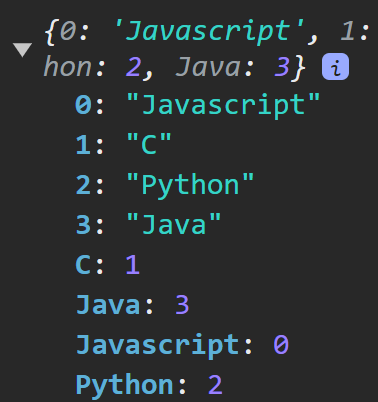 {0: 'Javascript', 1:
hon: 2, Java: 3} i
0: "Javascript"
1: "C"
2: "Python"
3: "Java"
C: 1
Java: 3
Javascript: 0
Python: 2